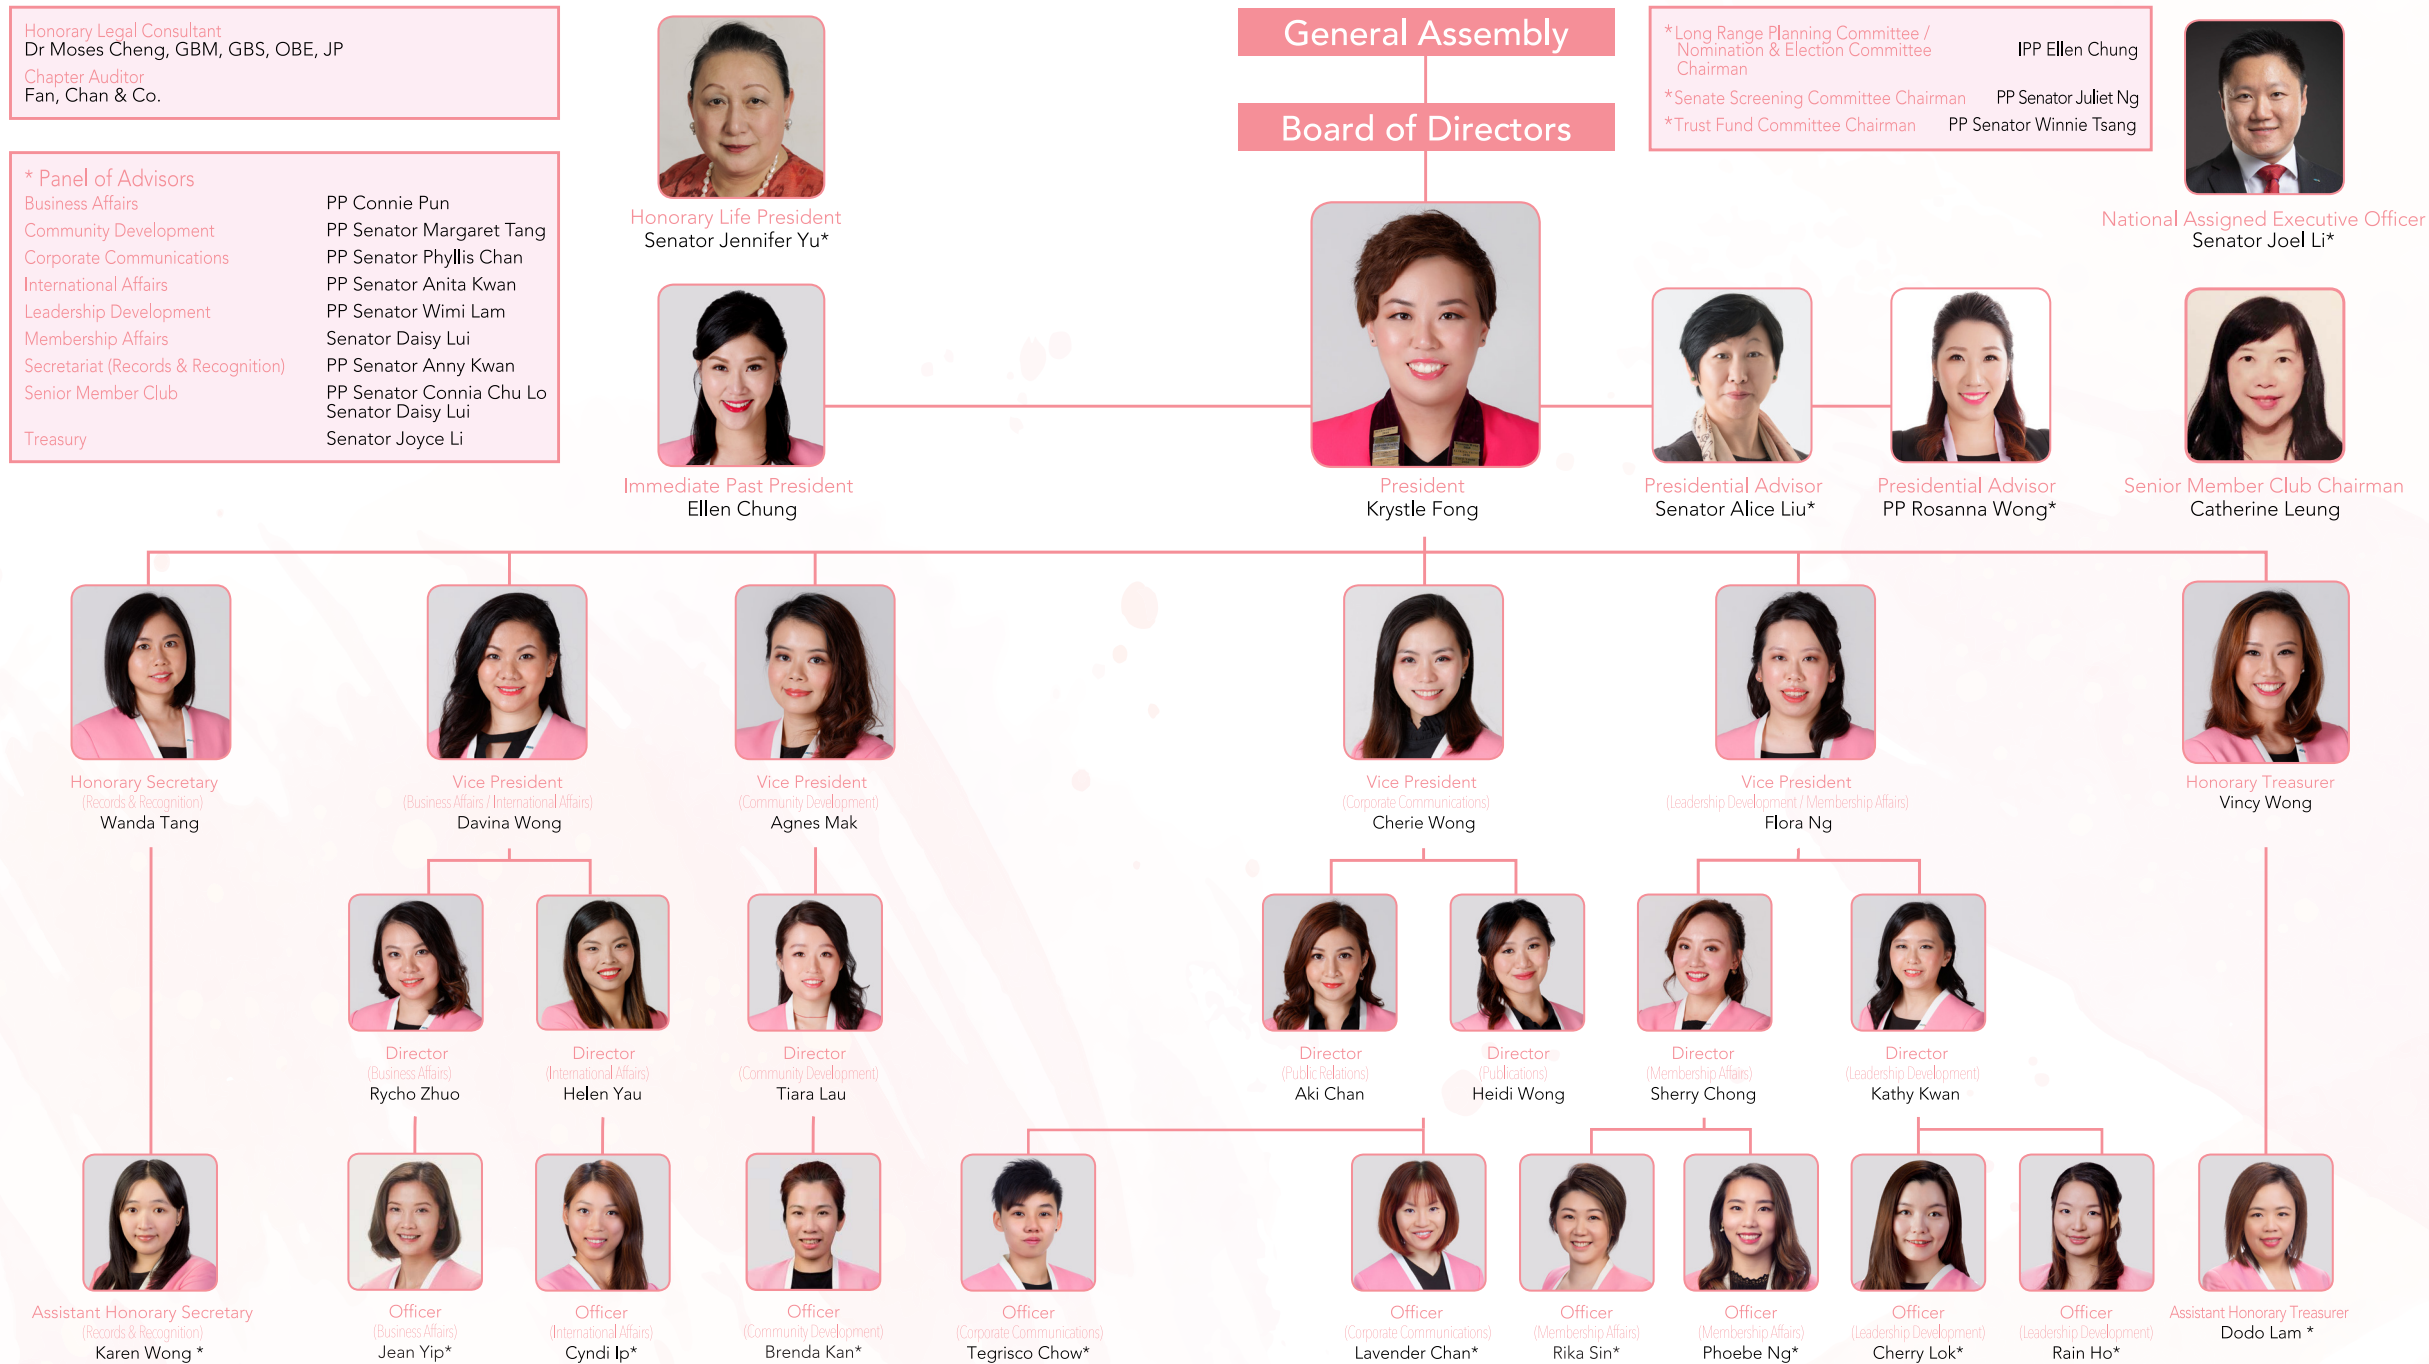 Honorary Legal Consultant
Dr Moses Cheng, GBM, GBS, OBE, JP
Chapter Auditor
Fan, Chan & Co.
* Panel of Advisors
Business Affairs PP Connie Pun
Community Development PP Senator Margaret Tang
Corporate Communications PP Senator Phyllis Chan
International Affairs PP Senator Anita Kwan
Leadership Development PP Senator Wimi Lam
Membership Affairs Senator Daisy Lui
Secretariat (Records & Recognition) PP Senator Anny Kwan
Senior Member Club PP Senator Connia Chu Lo
Senator Daisy Lui
Treasury Senator Joyce Li
Honorary Life President
Senator Jennifer Yu*
General Assembly
Board of Directors
*Long Range Planning Committee /
Nomination & Election Committee IPP Ellen Chung
Chairman
*Senate Screening Committee Chairman PP Senator Juliet Ng
*Trust Fund Committee Chairman PP Senator Winnie Tsang
National Assigned Executive Officer
Senator Joel Li*
Immediate Past President
Ellen Chung
President
Krystle Fong
Presidential Advisor
Senator Alice Liu*
Presidential Advisor
PP Rosanna Wong*
Senior Member Club Chairman
Catherine Leung
Honorary Secretary
(Records & Recognition)
Wanda Tang
Vice President
(Business Affairs / International Affairs)
Davina Wong
Vice President
(Community Development)
Agnes Mak
Vice President
(Corporate Communications)
Cherie Wong
Vice President
(Leadership Development / Membership Affairs)
Flora Ng
Honorary Treasurer
Vincy Wong
Director
(Business Affairs)
Rycho Zhuo
Director
(International Affairs)
Helen Yau
Director
(Community Development)
Tiara Lau
Director
(Public Relations)
Aki Chan
Director
(Publications)
Heidi Wong
Director
(Membership Affairs)
Sherry Chong
Director
(Leadership Development)
Kathy Kwan
Assistant Honorary Secretary
(Records & Recognition)
Karen Wong *
Officer
(Business Affairs)
Jean Yip*
Officer
(International Affairs)
Cyndi Ip*
Officer
(Community Development)
Brenda Kan*
Officer
(Corporate Communications)
Tegrisco Chow*
Officer
(Corporate Communications)
Lavender Chan*
Officer
(Membership Affairs)
Rika Sin*
Officer
(Membership Affairs)
Phoebe Ng*
Officer
(Leadership Development)
Cherry Lok*
Officer
(Leadership Development)
Rain Ho*
Assistant Honorary Treasurer
Dodo Lam *